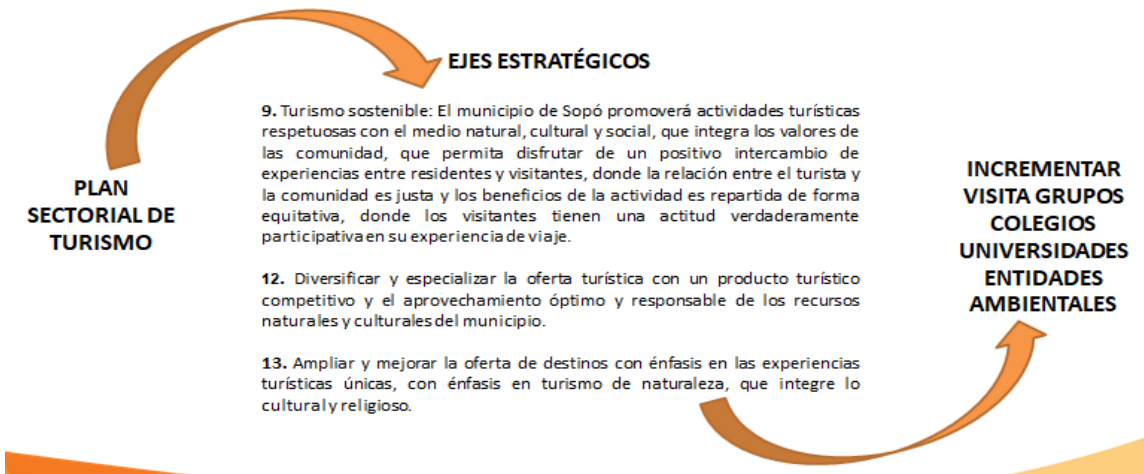 EJES ESTRATÉGICOS
9. Turismo sostenible: El municipio de Sopó promoverá actividades turísticas
respetuosas con el medio natural, cultural y social, que integra los valores de
las comunidad, que permita disfrutar de un positivo intercambio de
experiencias entre residentes y visitantes, donde la relación entre el turista y
la comunidad es justa y los beneficios de la actividad es repartida de forma
equitativa, donde los visitantes tienen una actitud verdaderamente
participativa en su experiencia de viaje.
12. Diversificar y especializar la oferta turística con un producto turístico
competitivo y el aprovechamiento óptimo y responsable de los recursos
naturales y culturales del municipio.
13. Ampliar y mejorar la oferta de destinos con énfasis en las experiencias
turísticas únicas, con énfasis en turismo de naturaleza, que integre lo
cultural y religioso.
PLAN
SECTORIAL DE
TURISMO
INCREMENTAR
VISITA GRUPOS
COLEGIOS
UNIVERSIDADES
ENTIDADES
AMBIENTALES